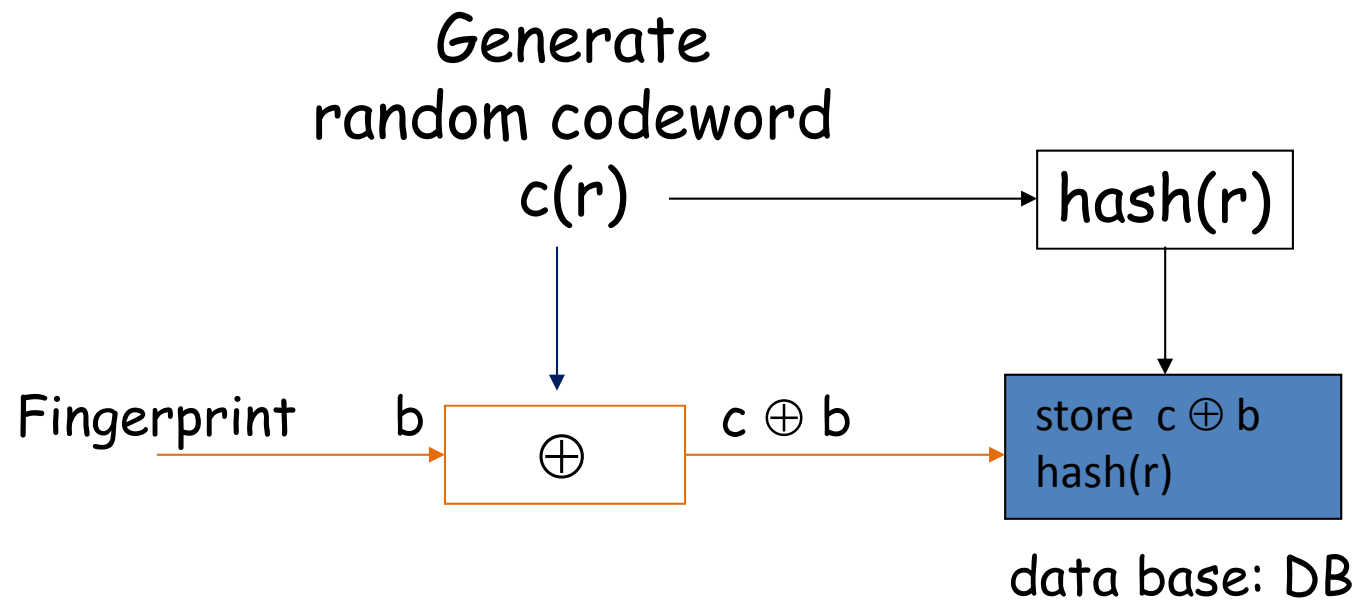 Generate
random codeword
c(r)
hash(r)
Fingerprint b
⊕
c ⊕ b
store c ⊕ b
hash(r)
data base: DB